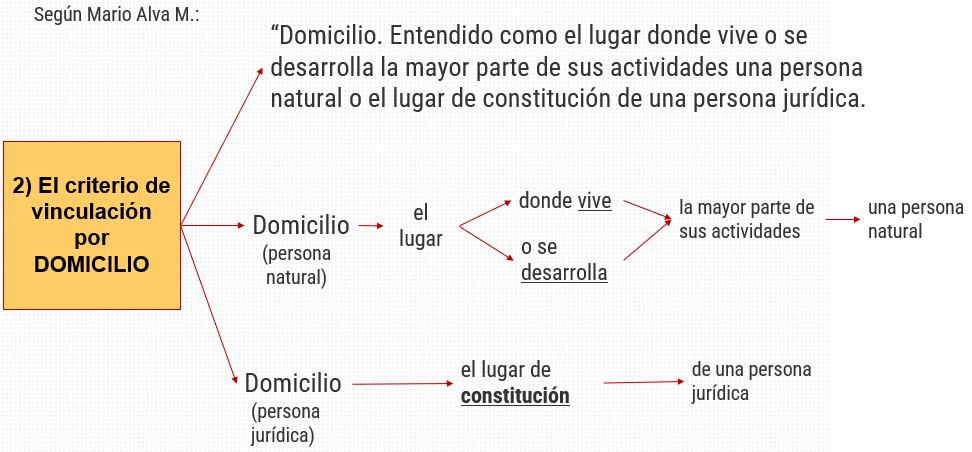 Según Mario Alva M.:
“Domicilio. Entendido como el lugar donde vive o se
desarrolla la mayor parte de sus actividades una persona
natural o el lugar de constitución de una persona jurídica.
2) El criterio de
vinculación
por
DOMICILIO
Domicilio
(persona
natural)
el
lugar
donde vive
o se
desarrolla
la mayor parte de
sus actividades
una persona
natural
Domicilio
(persona
jurídica)
el lugar de
constitución
de una persona
jurídica